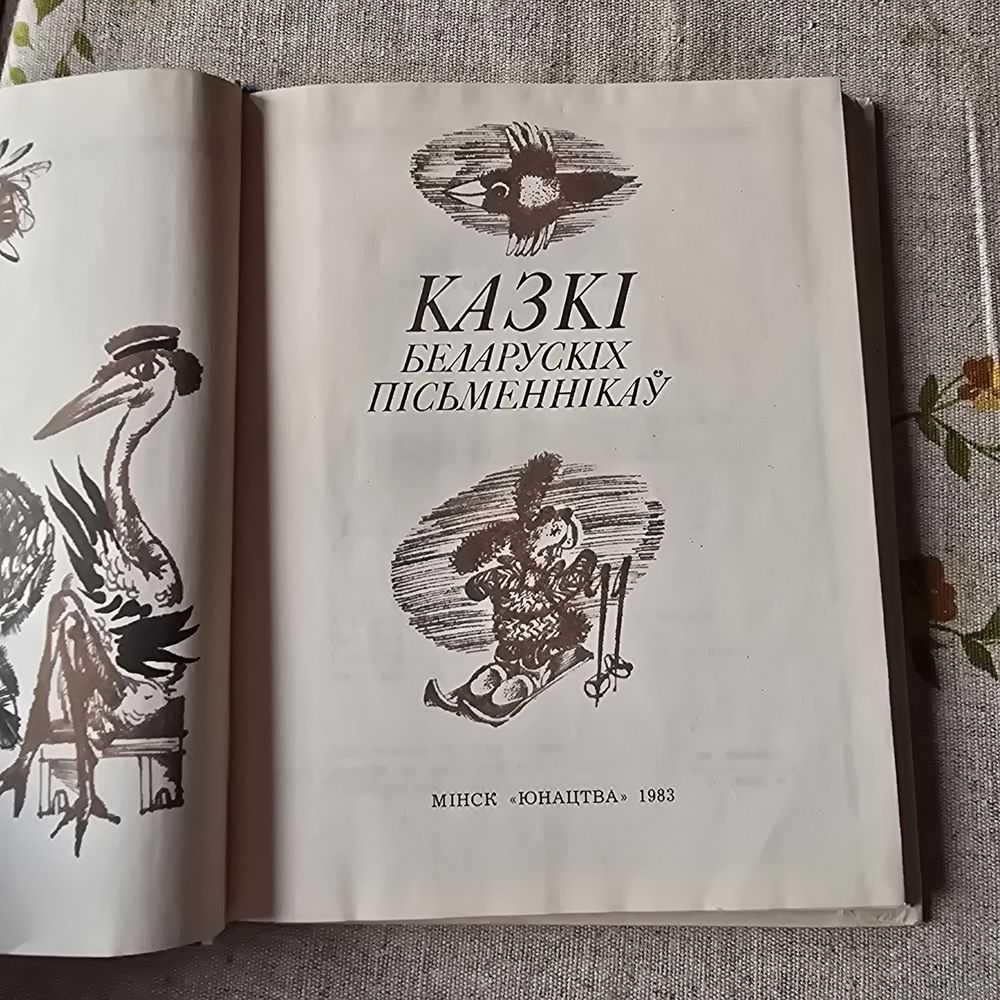 КАЗКІ
БЕЛАРУСКІХ
ПІСЬМЕННІКАЎ
МІНСК «ЮНАЦТВА» 1983